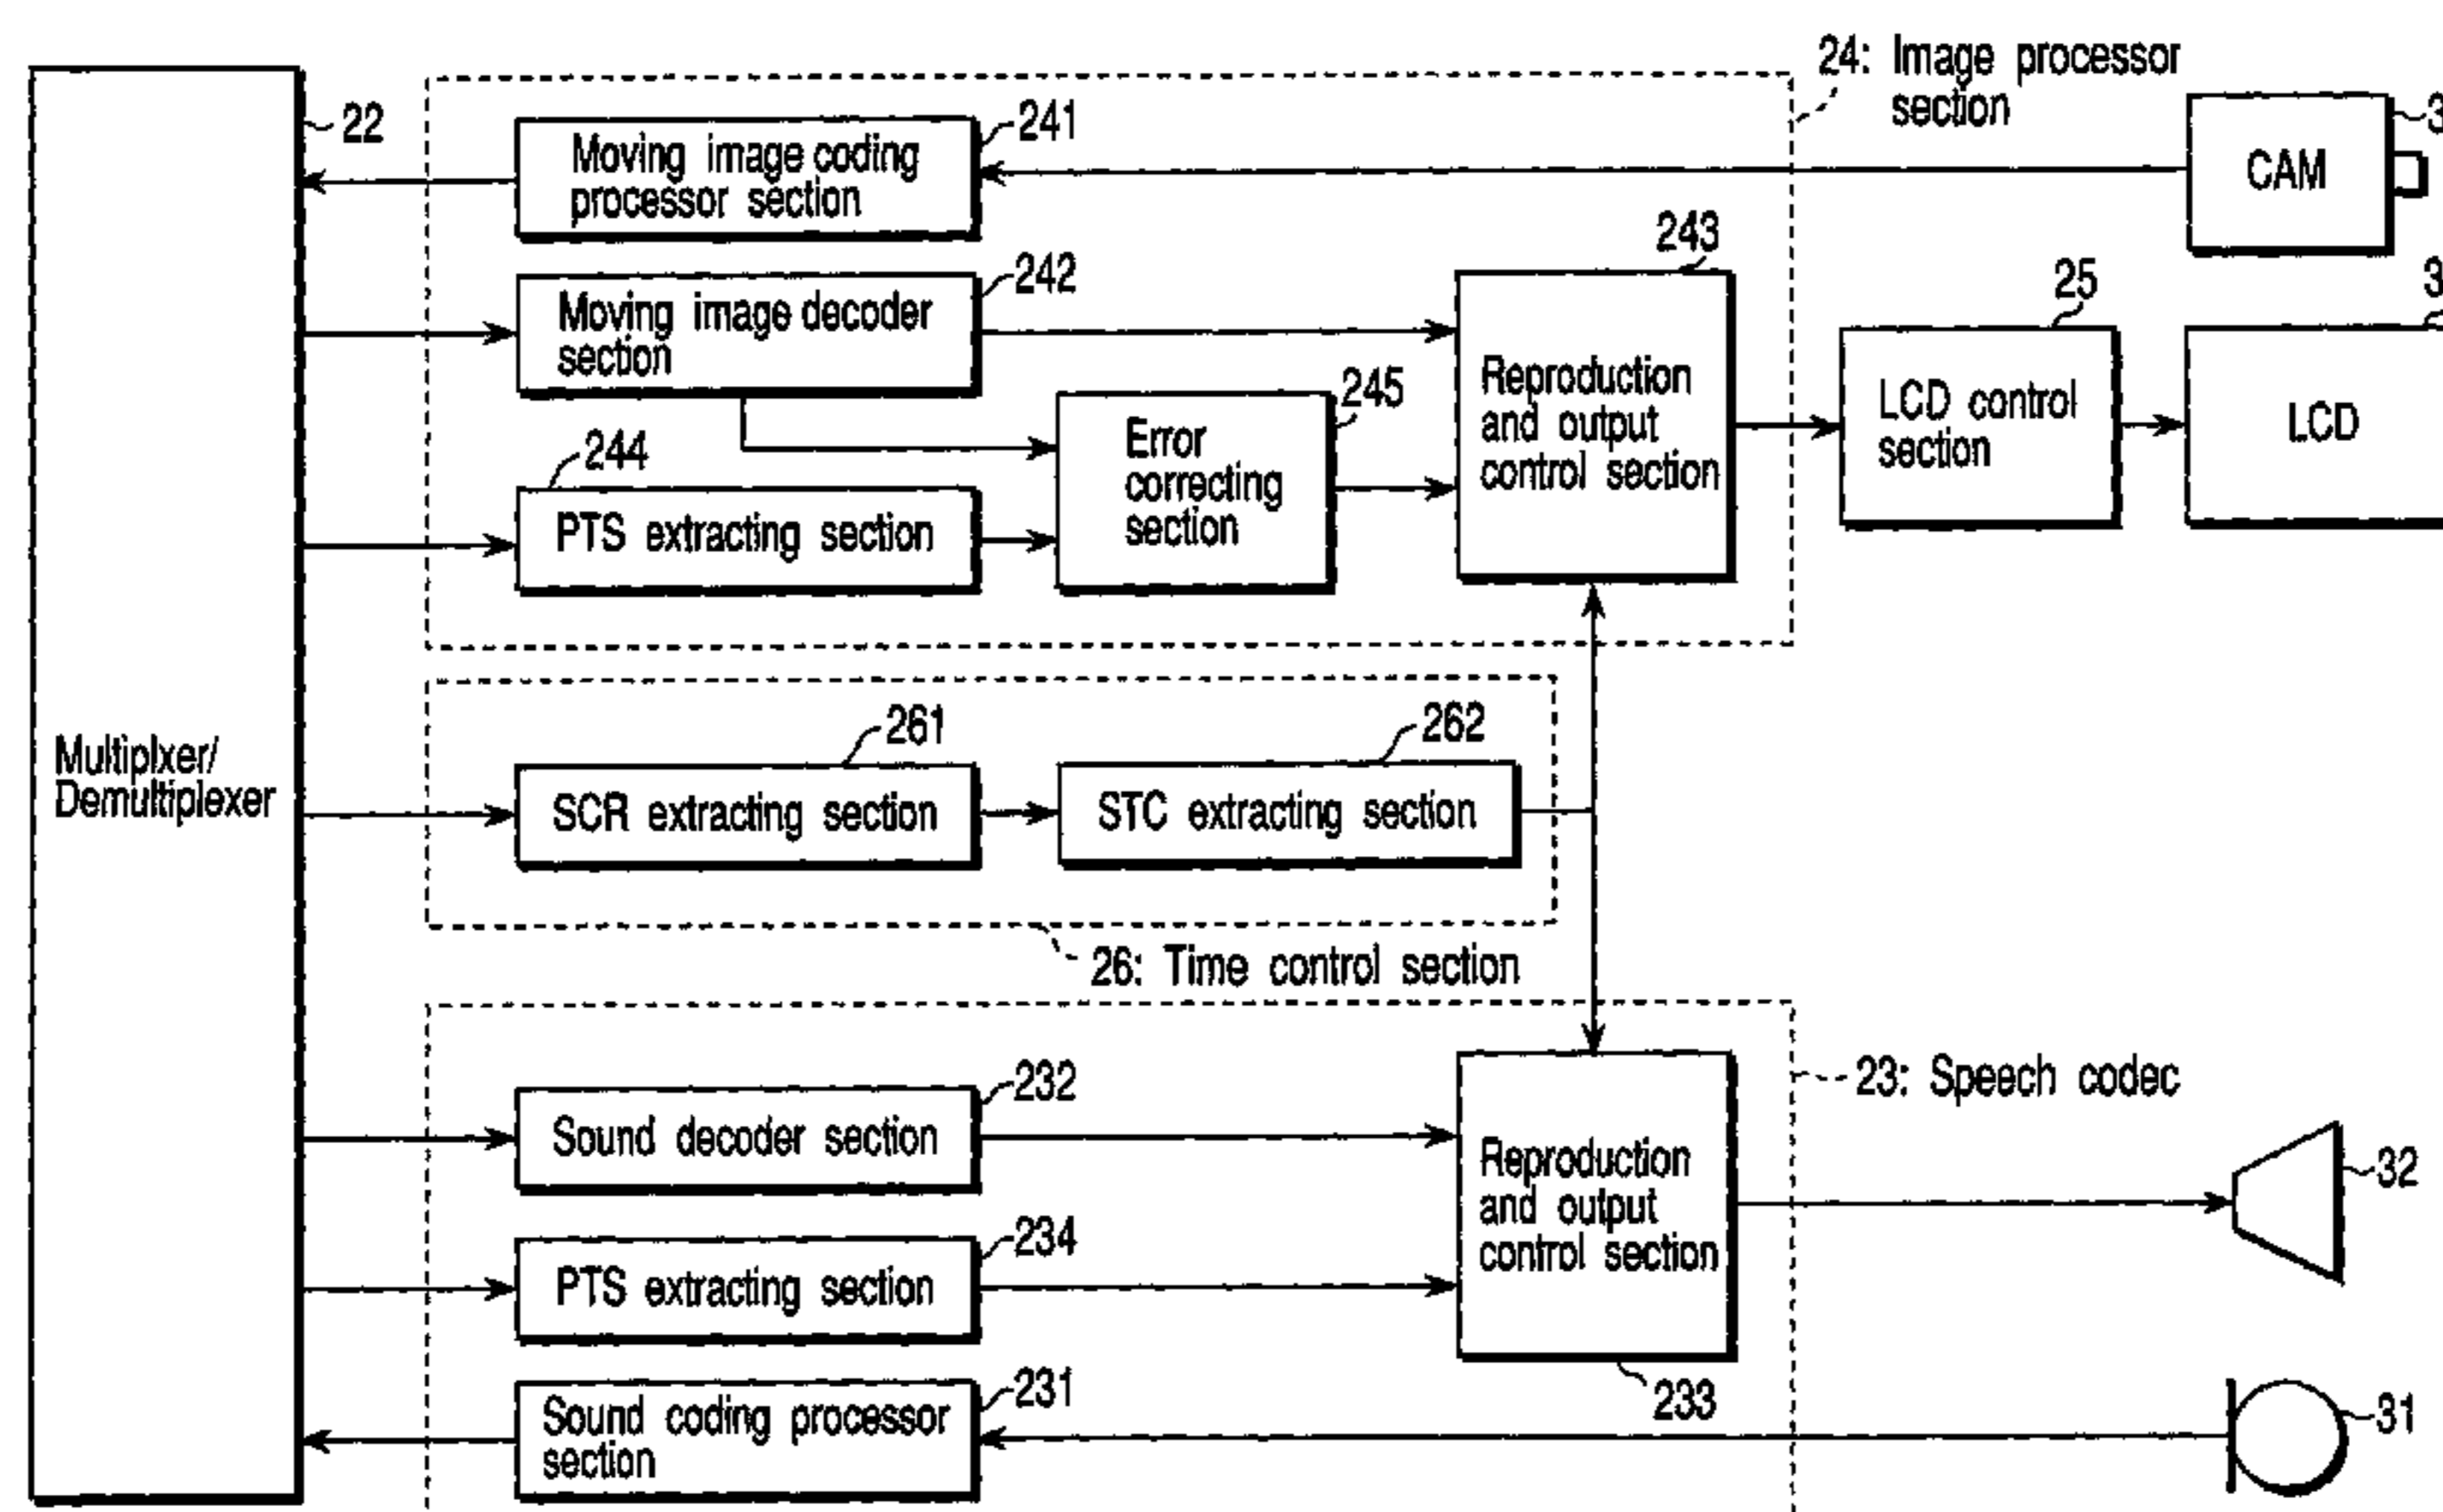 24: Image processor
section
22
241
Moving image coding
processor section
CAM
3
242
Moving image decoder
section
243
25
3
245
Reproduction
and output
control section
LCD control
section
LCD
Error
correcting
section
244
PTS extracting section
Multiplxer/
Demultiplexer
261
262
SCR extracting section
STC extracting section
26: Time control section
232
Sound decoder section
23: Speech codec
Reproduction
and output
control section
32
234
PTS extracting section
233
231
Sound coding processor
section
31